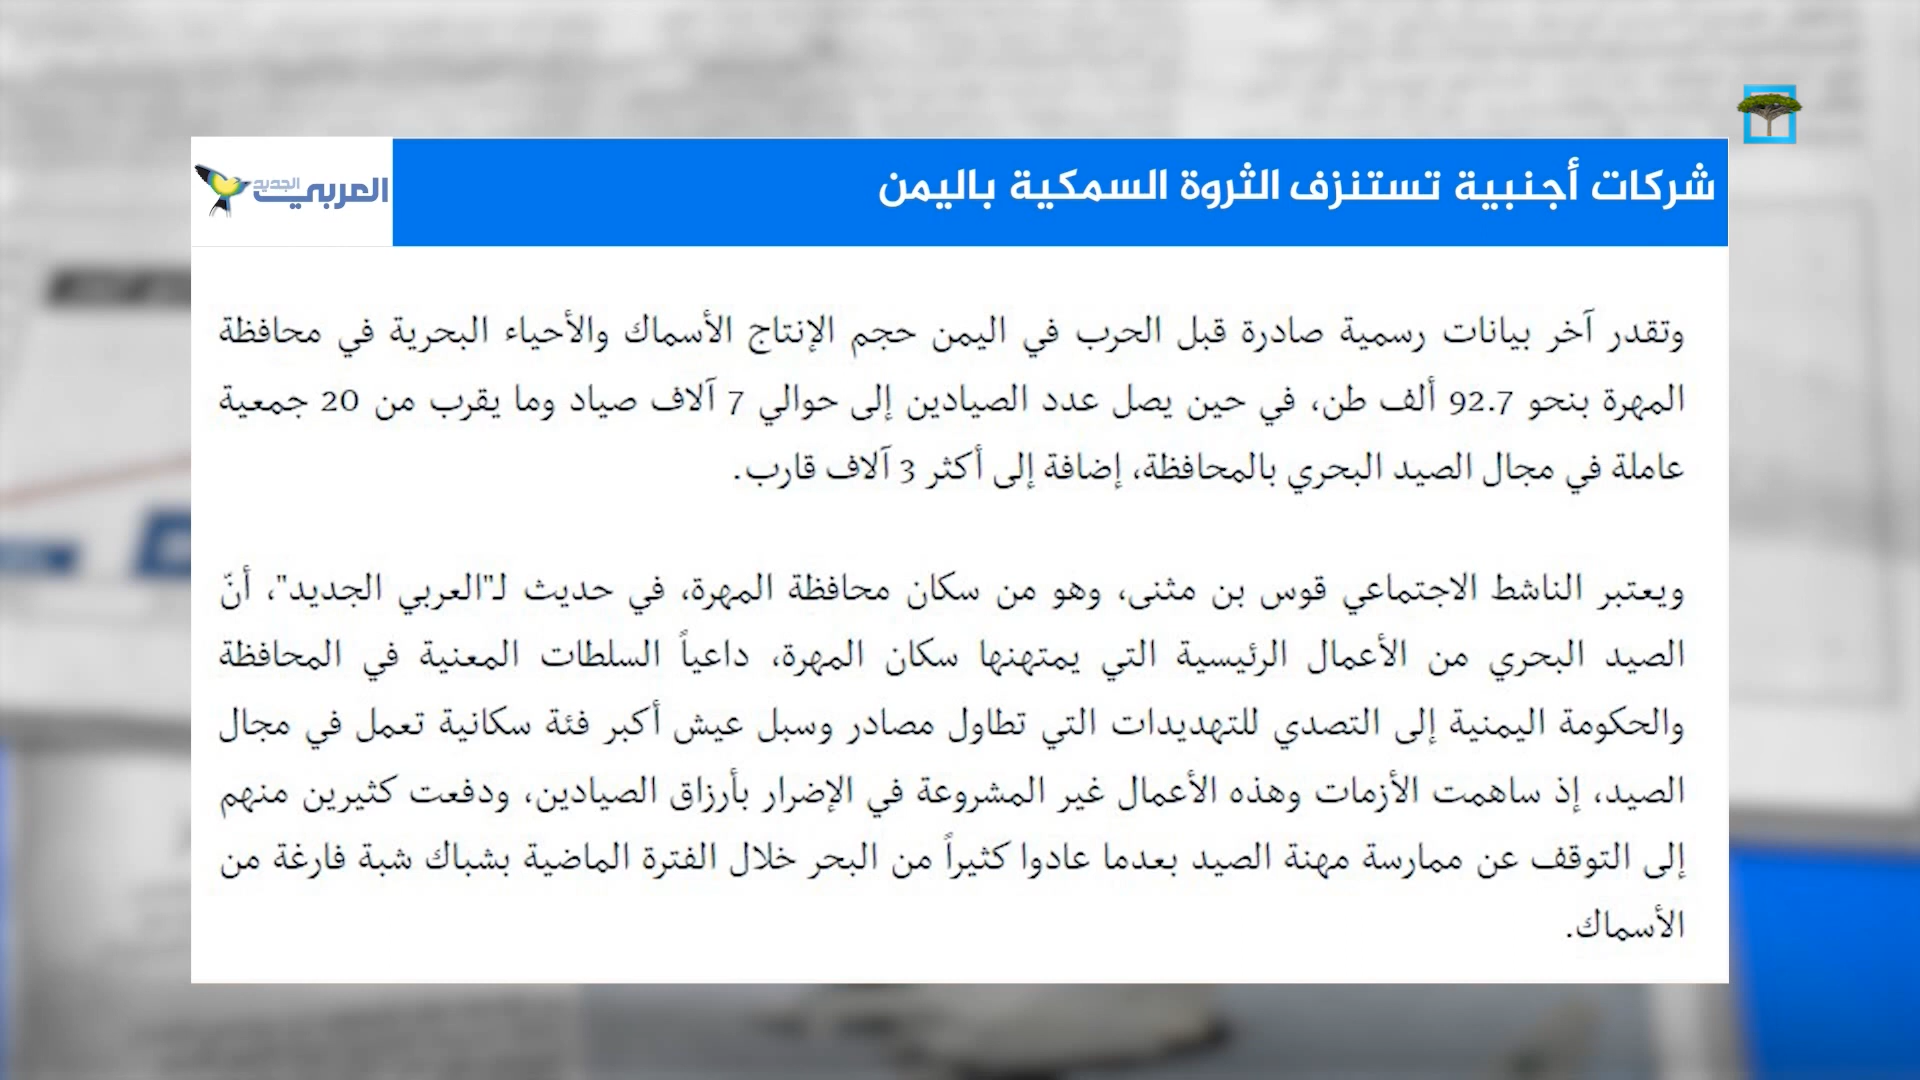 شركات أجنبية تستنزف الثروة السمكية باليمن
العربي الجديد
وتقدر آخر بيانات رسمية صادرة قبل الحرب في اليمن حجم الإنتاج الأسماك والأحياء البحرية في محافظة
المهرة بنحو 92.7 ألف طن، في حين يصل عدد الصيادين إلى حوالي 7 آلاف صياد وما يقرب من 20 جمعية
عاملة في مجال الصيد البحري بالمحافظة، إضافة إلى أكثر 3 آلاف قارب.
ويعتبر الناشط الاجتماعي قوس بن مثنى، وهو من سكان محافظة المهرة، في حديث لـ"العربي الجديد"، أنّ
الصيد البحري من الأعمال الرئيسية التي يمتهنها سكان المهرة، داعياً السلطات المعنية في المحافظة
والحكومة اليمنية إلى التصدي للتهديدات التي تطاول مصادر وسبل عيش أكبر فئة سكانية تعمل في مجال
الصيد، إذ ساهمت الأزمات وهذه الأعمال غير المشروعة في الإضرار بأرزاق الصيادين، ودفعت كثيرين منهم
إلى التوقف عن ممارسة مهنة الصيد بعدما عادوا كثيراً من البحر خلال الفترة الماضية بشباك شبة فارغة من
الأسماك.